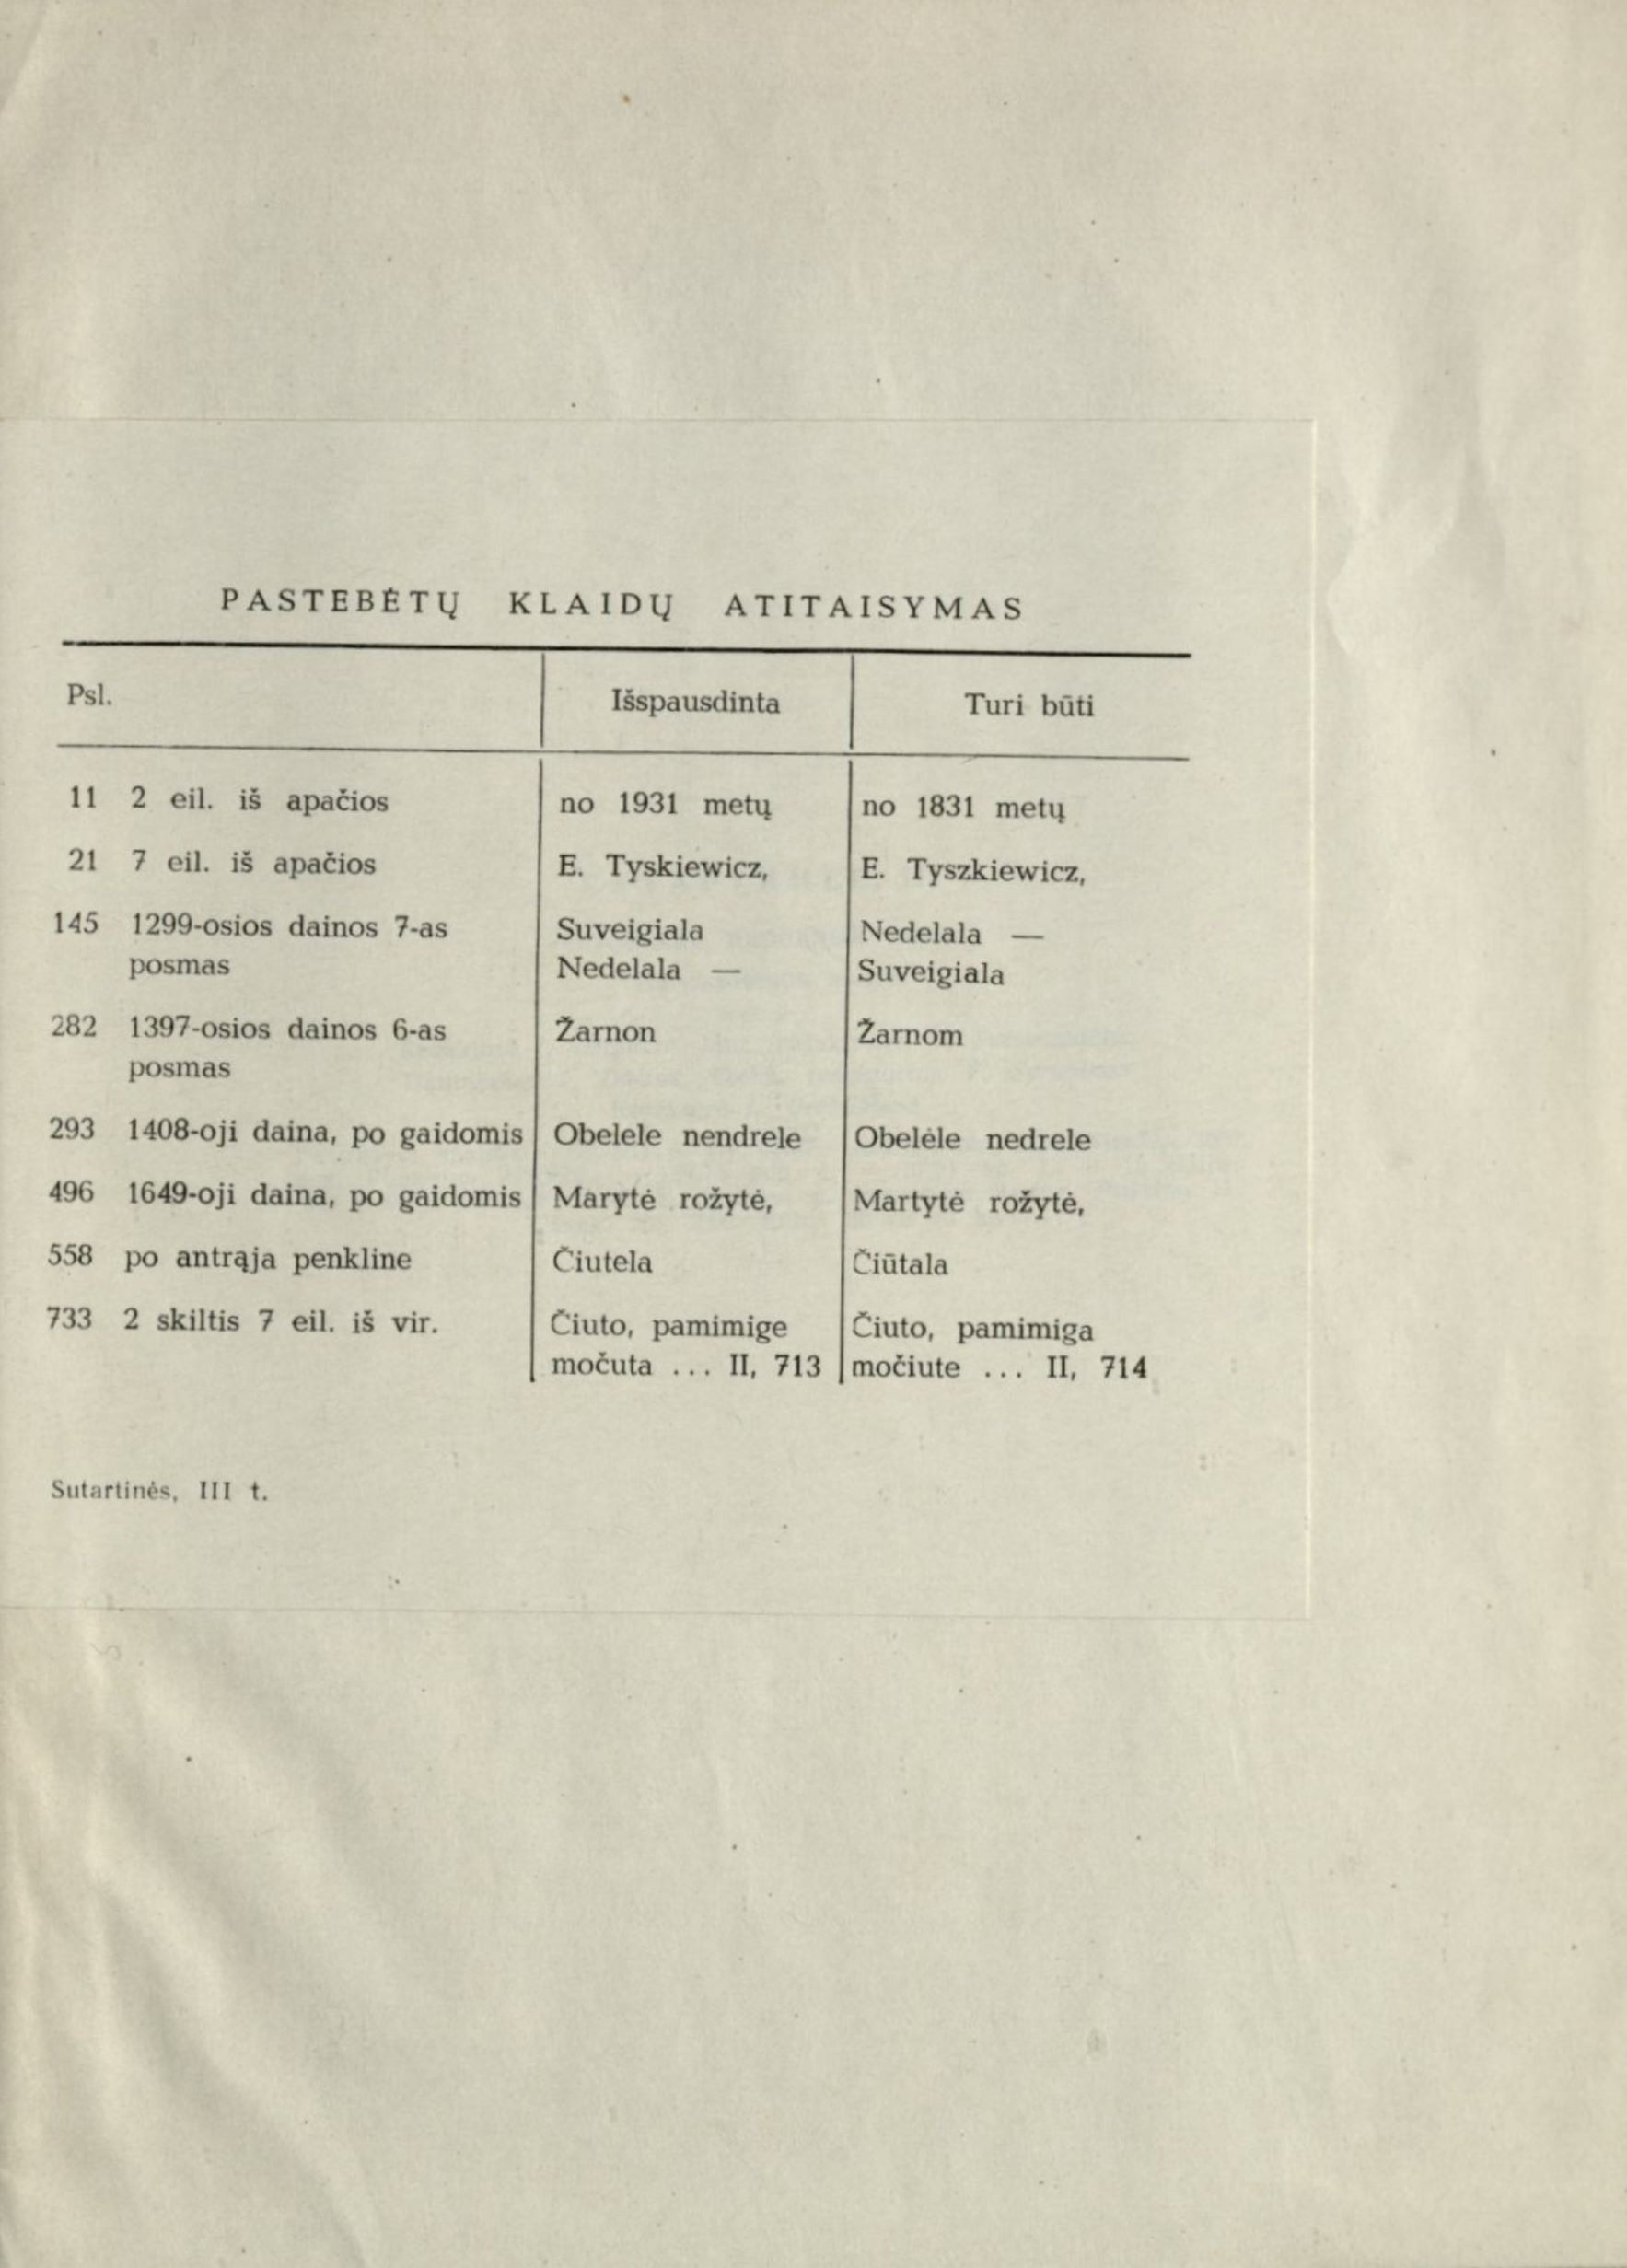 PASTEBĖTŲ KLAIDŲ ATITAISYMAS
Psl. Išspausdinta Turi būti
11 2 eil. iš apačios no 1931 metų no 1831 metų
21 7 eil. iš apačios E. Tyskiewicz, E. Tyszkiewicz,
145 1299-osios dainos 7-as Suveigiala Nedelala —
posmas Nedelala — Suveigiala
282 1397-osios dainos 6-as Žarnon Žarnom
posmas
293 1408-oji daina, po gaidomis Obelele nendrele Obelėle nedrele
496 1649-oji daina, po gaidomis Marytė rožytė, Martytė rožytė,
558 po antrąja penkline Čiutela Čiūtala
733 2 skiltis 7 eil. iš vir. Čiuto, pamimige Čiuto, pamimiga
močuta ... II, 713 močiute ... II, 714
Sutartinės, III t.